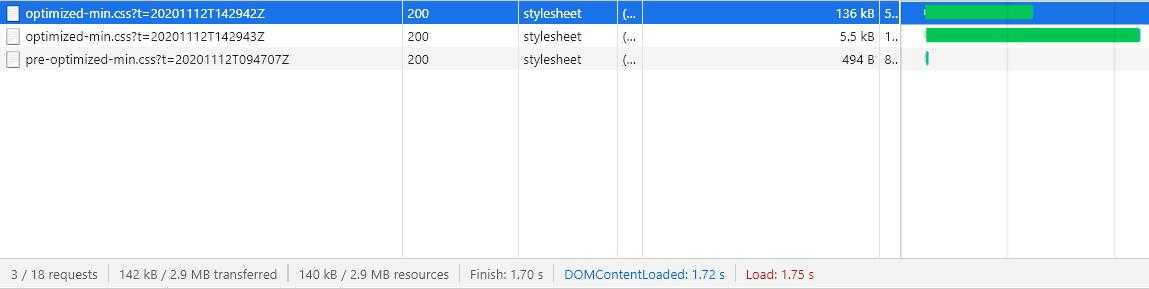 optimized-min.css?t=20201112T142942Z 200 stylesheet (... 136 kB 5..
optimized-min.css?t=20201112T142943Z 200 stylesheet (... 5.5 kB 1..
pre-optimized-min.css?t=20201112T094707Z 200 stylesheet (... 494 B 8..
3 / 18 requests 142 kB / 2.9 MB transferred 140 kB / 2.9 MB resources Finish: 1.70 s DOMContentLoaded: 1.72 s Load: 1.75 s